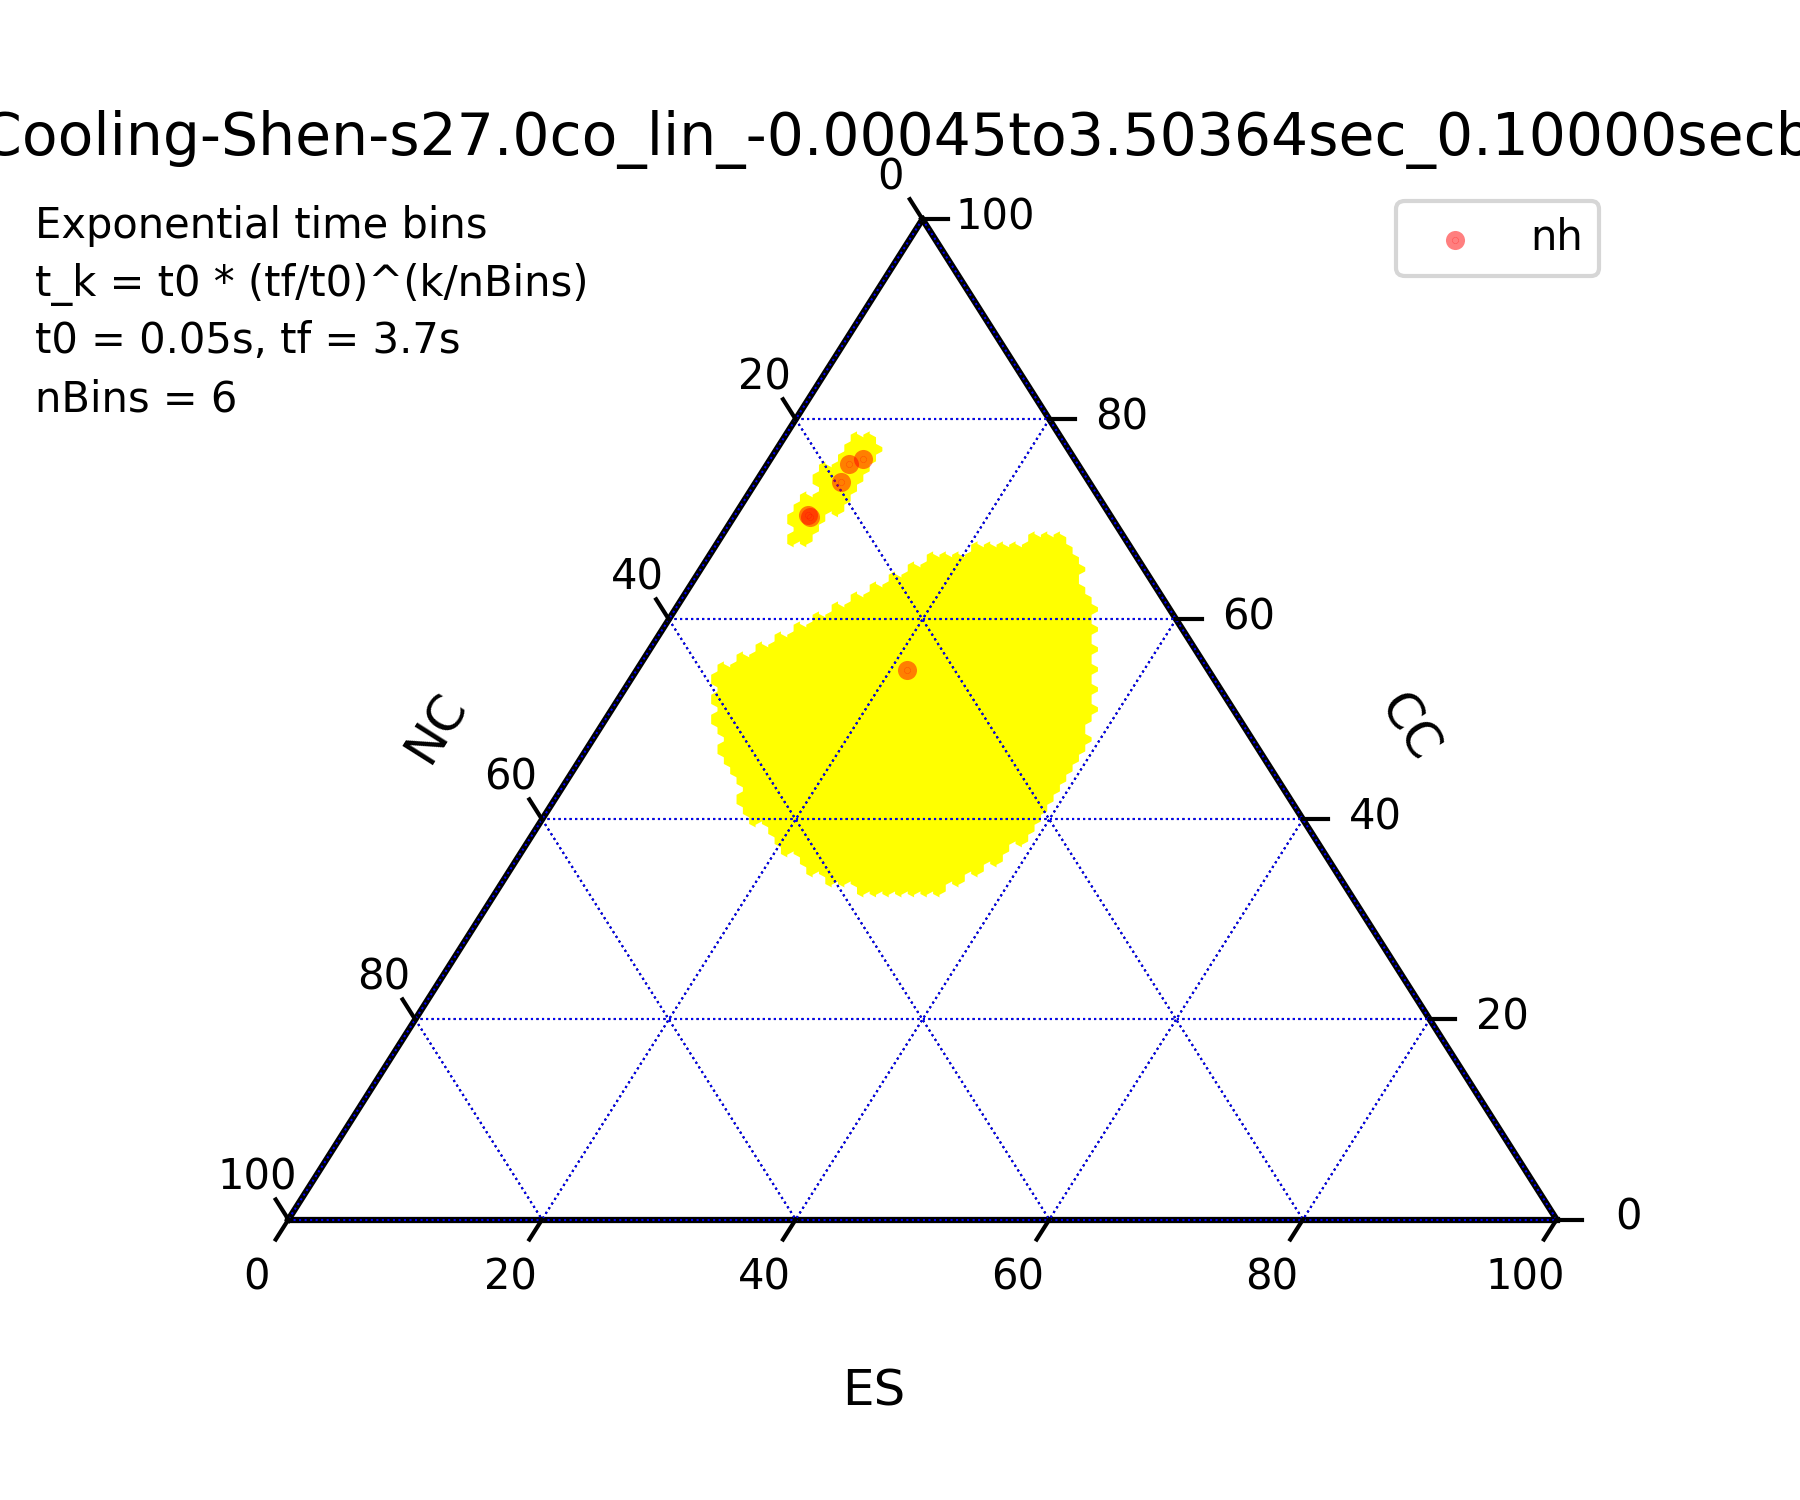 Cooling-Shen-s27.0co_lin_-0.00045to3.50364sec_0.10000secb
Exponential time bins
t_k = t0 * (tf/t0)^(k/nBins)
t0 = 0.05s, tf = 3.7s
nBins = 6
nh
0
100
20
80
40
60
NC
CC
60
40
80
20
100
0
0
20
40
60
80
100
ES